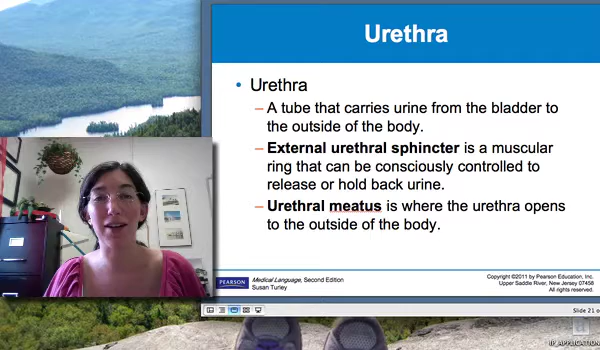 Urethra
• Urethra
– A tube that carries urine from the bladder to
the outside of the body.
– External urethral sphincter is a muscular
ring that can be consciously controlled to
release or hold back urine.
– Urethral meatus is where the urethra opens
to the outside of the body.
PEARSON
Medical Language, Second Edition
Susan Turley
Copyright ©2011 by Pearson Education, Inc.
Upper Saddle River, New Jersey 07458
All rights reserved.
Slide 21 o
IP_APPLICATION